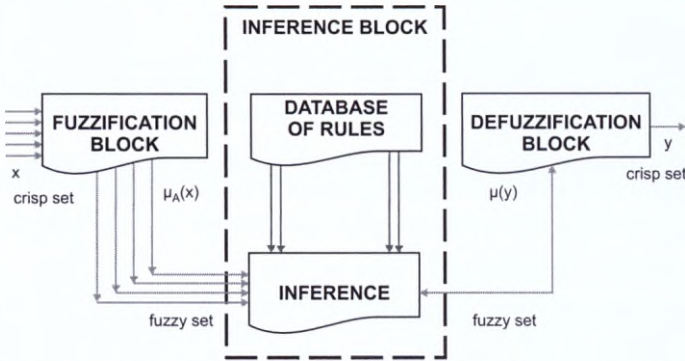 INFERENCE BLOCK
FUZZIFICATION
BLOCK
x
crisp set
μA(x)
DATABASE
OF RULES
DEFUZZIFICATION
BLOCK
y
crisp set
μ(y)
INFERENCE
fuzzy set
fuzzy set